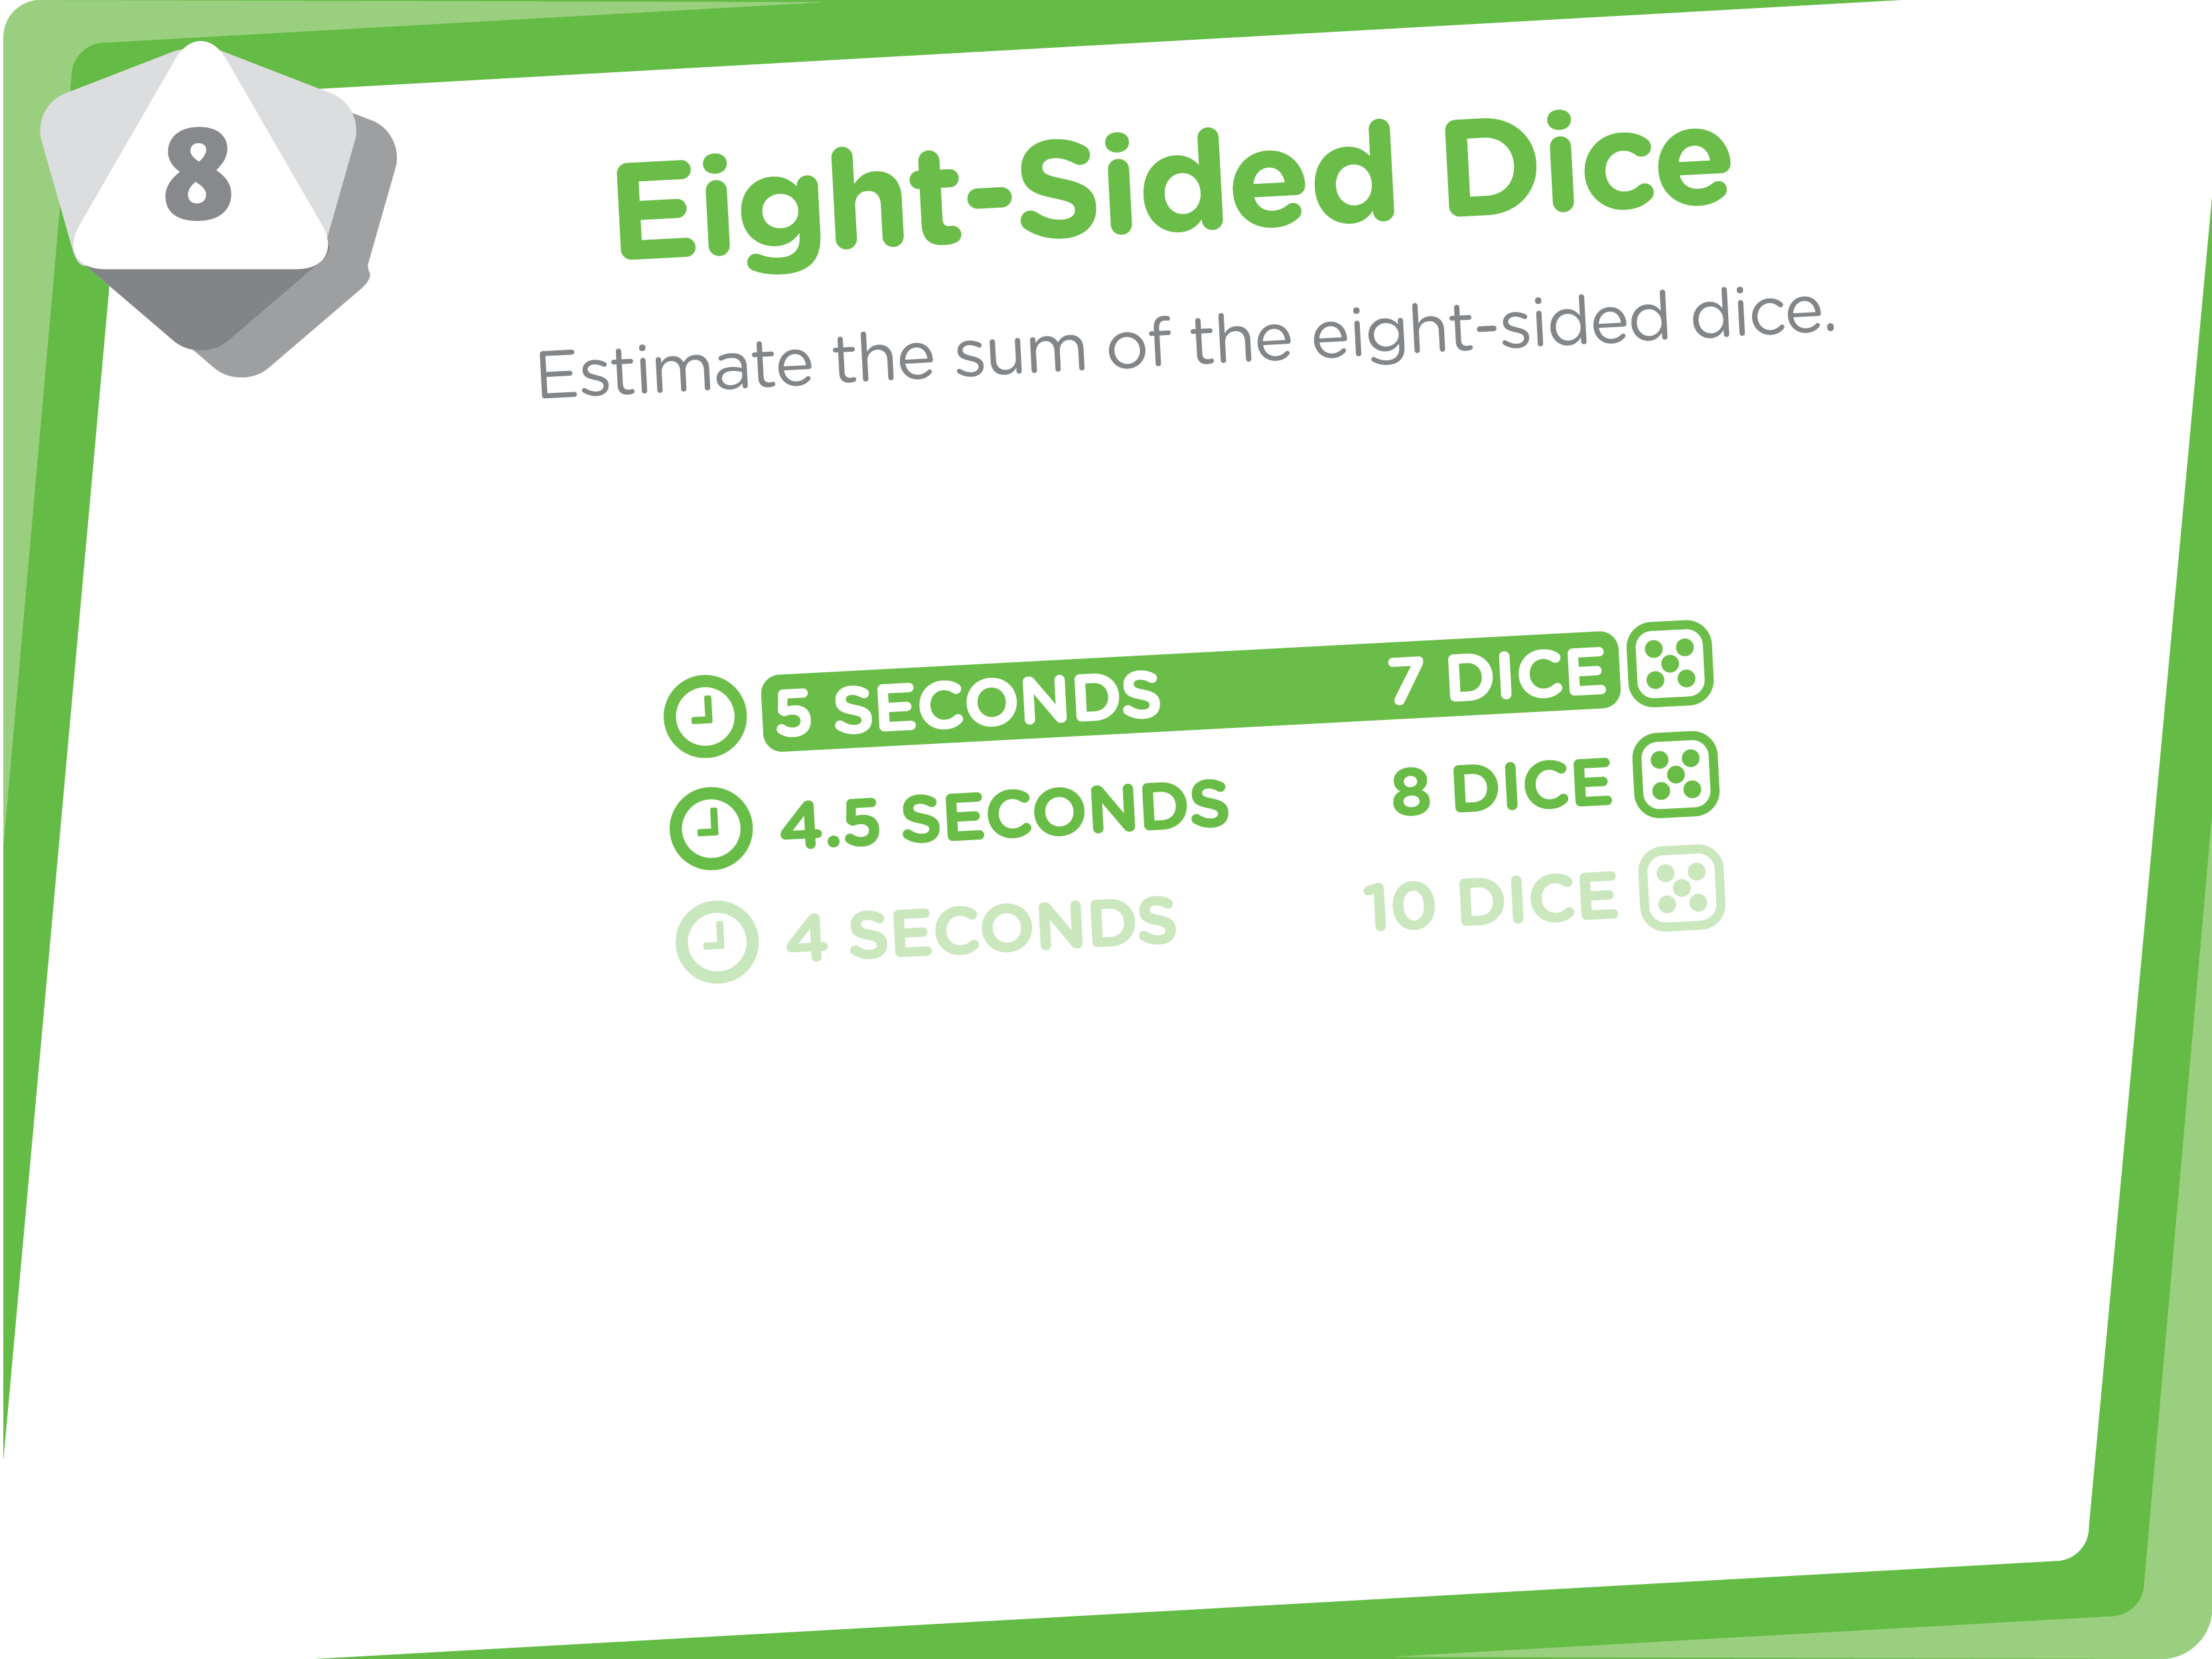 8
Eight-Sided Dice
Estimate the sum of the eight-sided dice.
5 SECONDS 7 DICE
4.5 SECONDS 8 DICE
4 SECONDS 10 DICE